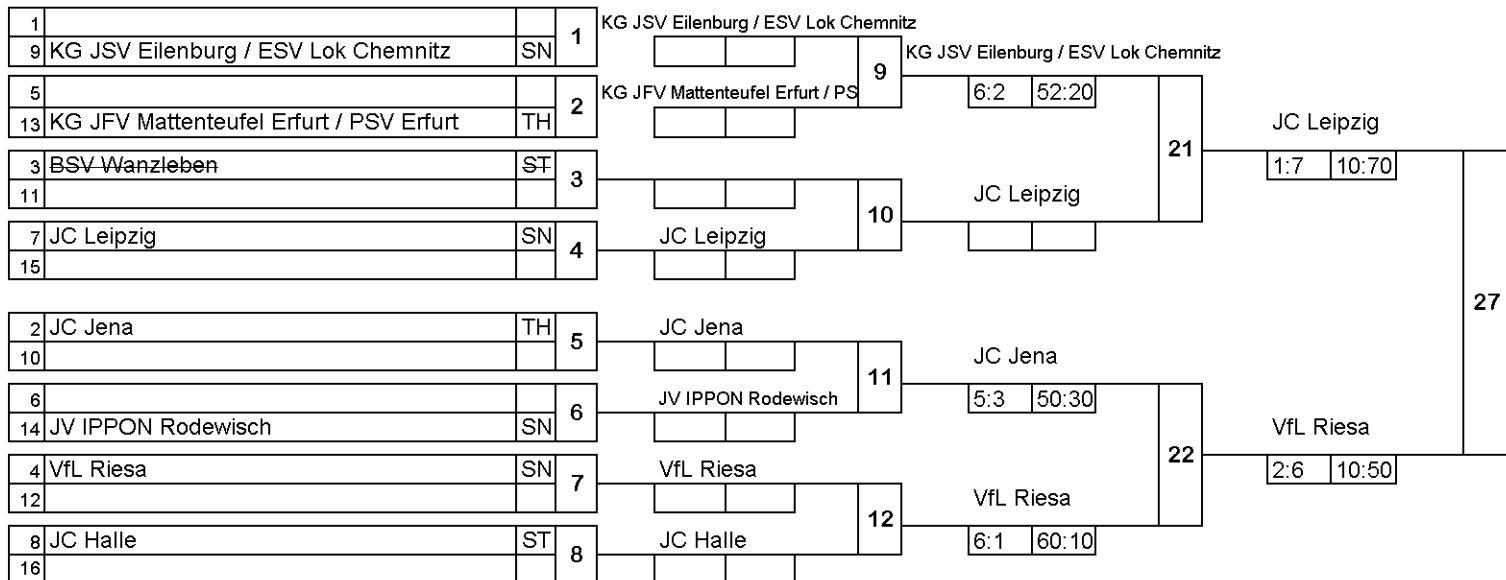 1
9 KG JSV Eilenburg / ESV Lok Chemnitz SN
1
KG JSV Eilenburg / ESV Lok Chemnitz
5
13 KG JFV Mattenteufel Erfurt / PSV Erfurt TH
2
KG JFV Mattenteufel Erfurt / PS
9
KG JSV Eilenburg / ESV Lok Chemnitz
6:2 52:20
3 BSV Wanzleben ST
11
3
7 JC Leipzig SN
15
4
JC Leipzig
10
JC Leipzig
21
JC Leipzig
1:7 10:70
2 JC Jena TH
10
5
JC Jena
6
14 JV IPPON Rodewisch SN
6
JV IPPON Rodewisch
11
JC Jena
5:3 50:30
4 VfL Riesa SN
12
7
VfL Riesa
8 JC Halle ST
16
8
JC Halle
12
VfL Riesa
6:1 60:10
22
VfL Riesa
2:6 10:50
27